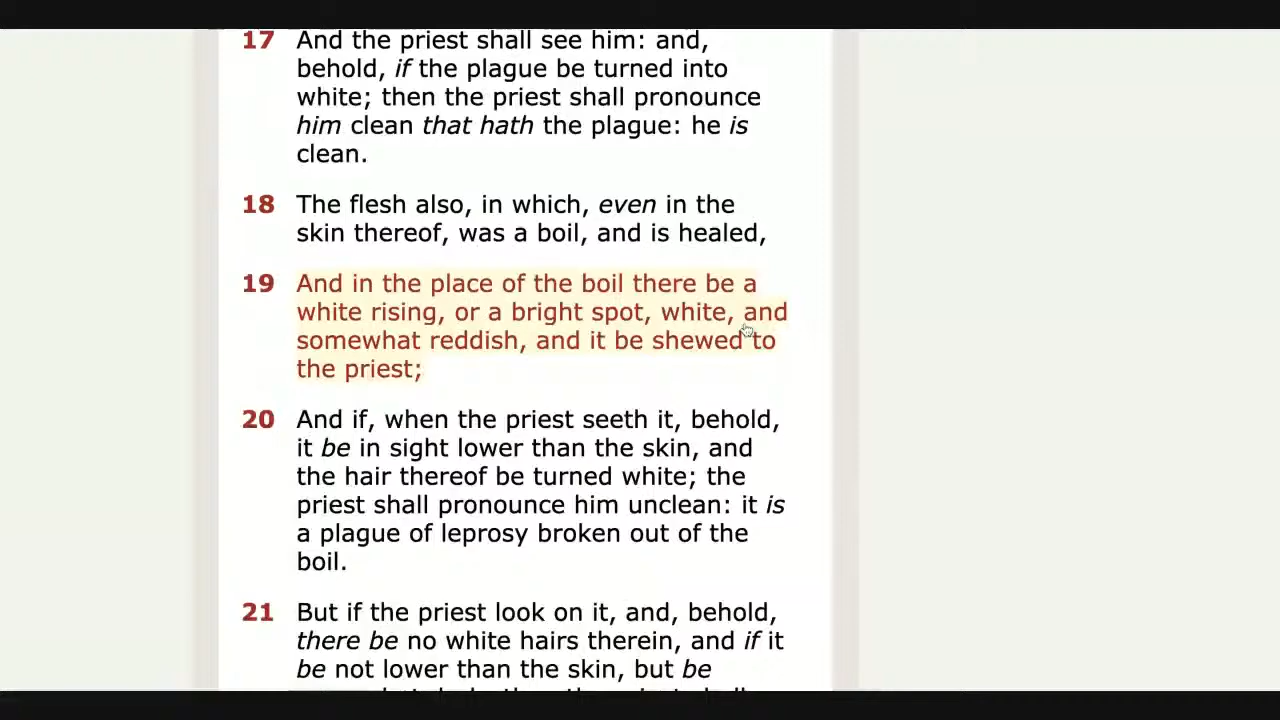 17 And the priest shall see him: and,
behold, if the plague be turned into
white; then the priest shall pronounce
him clean that hath the plague: he is
clean.
18 The flesh also, in which, even in the
skin thereof, was a boil, and is healed,
19 And in the place of the boil there be a
white rising, or a bright spot, white, and
somewhat reddish, and it be shewed to
the priest;
20 And if, when the priest seeth it, behold,
it be in sight lower than the skin, and
the hair thereof be turned white; the
priest shall pronounce him unclean: it is
a plague of leprosy broken out of the
boil.
21 But if the priest look on it, and, behold,
there be no white hairs therein, and if it
be not lower than the skin, but be